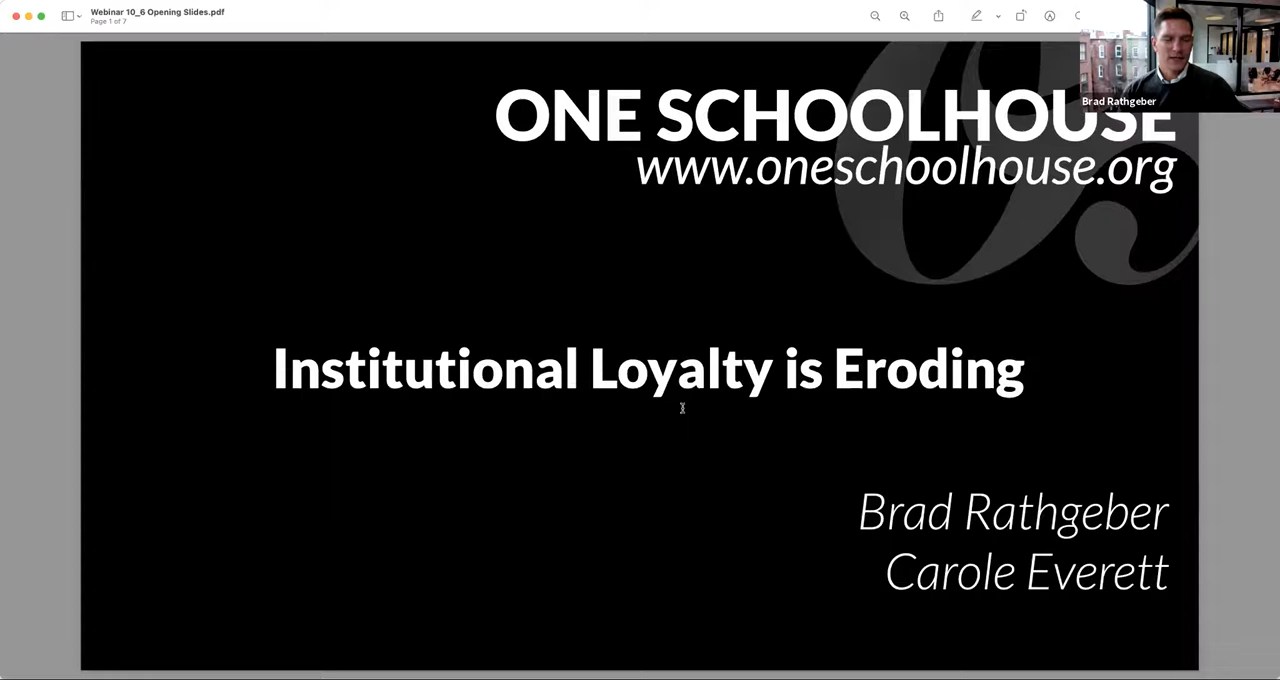 Webinar 10_6 Opening Slides.pdf
Page 1 of 7
Brad Rathgeber
ONE SCHOOLHOUSE
www.oneschoolhouse.org
Institutional Loyalty is Eroding
Brad Rathgeber
Carole Everett